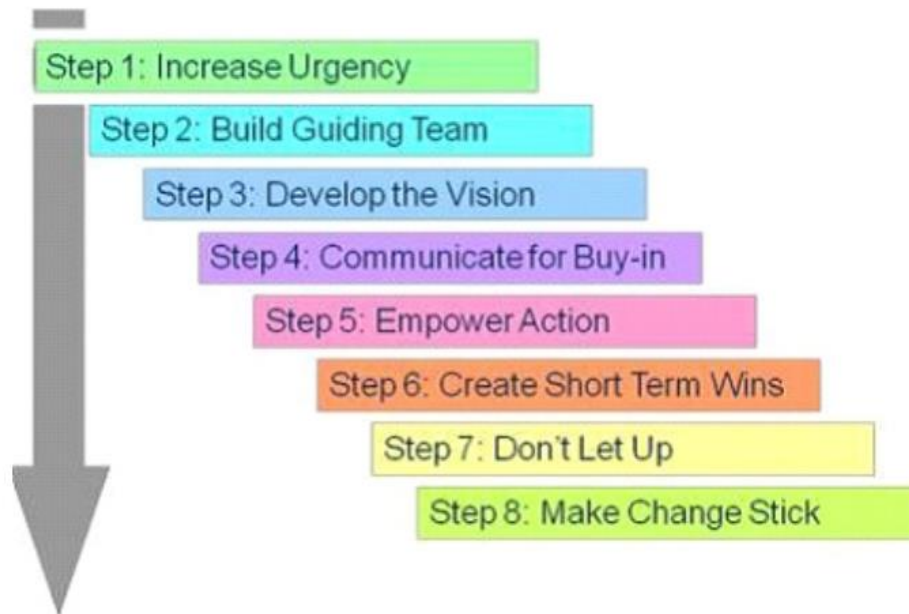 Step 1: Increase Urgency
Step 2: Build Guiding Team
Step 3: Develop the Vision
Step 4: Communicate for Buy-in
Step 5: Empower Action
Step 6: Create Short Term Wins
Step 7: Don't Let Up
Step 8: Make Change Stick